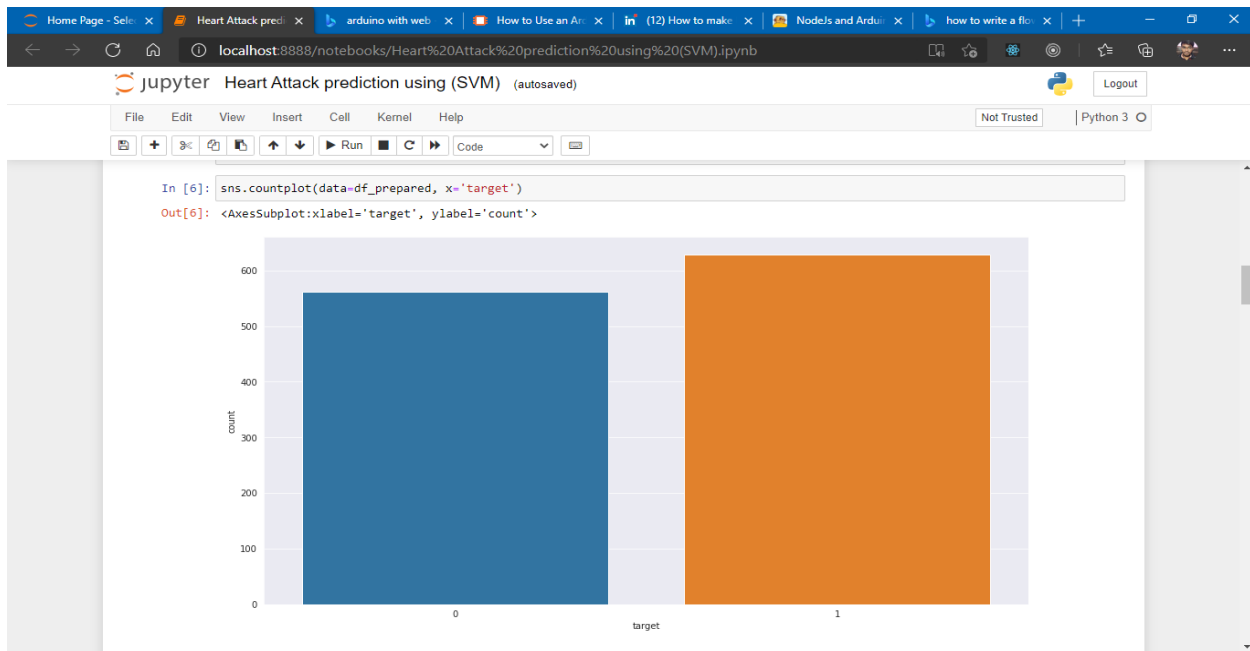 Home Page - Sele
Heart Attack predi
arduino with web
How to Use an Ard
(12) How to make
NodeJs and Arduin
how to write a flow
localhost:8888/notebooks/Heart%20Attack%20prediction%20using%20(SVM).ipynb
jupyter Heart Attack prediction using (SVM) (autosaved)
Logout
File Edit View Insert Cell Kernel Help
Not Trusted
Python 3
Run
Code
In [6]: sns.countplot(data=df_prepared, x='target')
Out[6]: <AxesSubplot:xlabel='target', ylabel='count'>
600
500
400
300
200
100
0
count
0 1
target